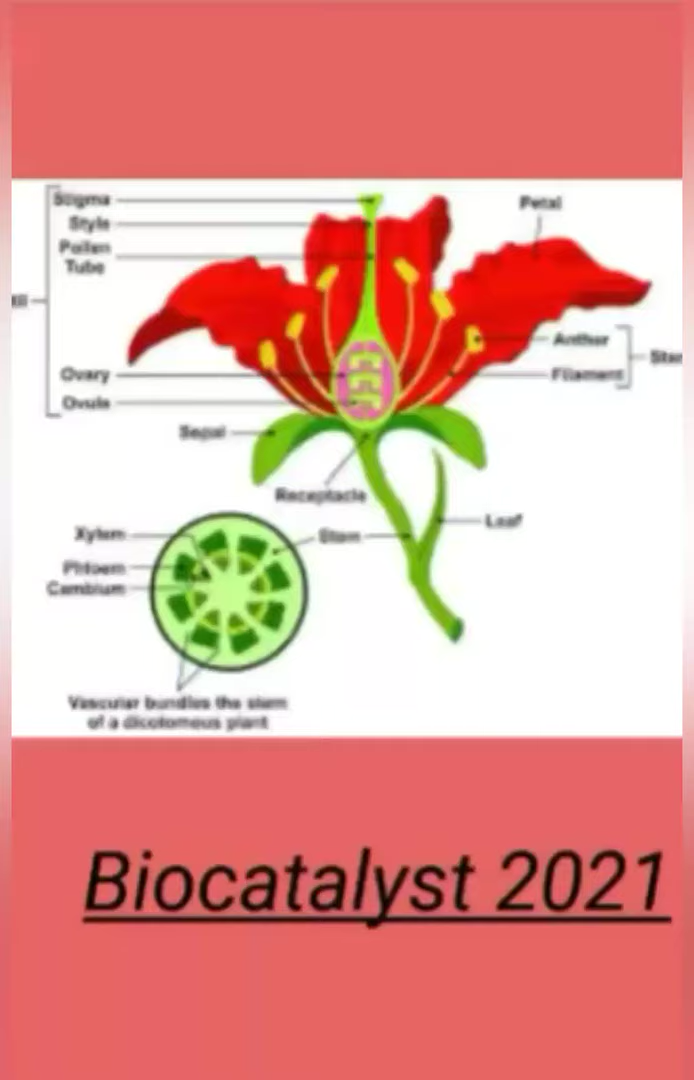 Stigma
Style
Pollen
Tube
Ovary
Ovule
Petal
Anther
Filament
Sepal
Receptacle
Leaf
Stem
Xylem
Phloem
Cambium
Vascular bundles the stem
of a dicotomous plant
Biocatalyst 2021